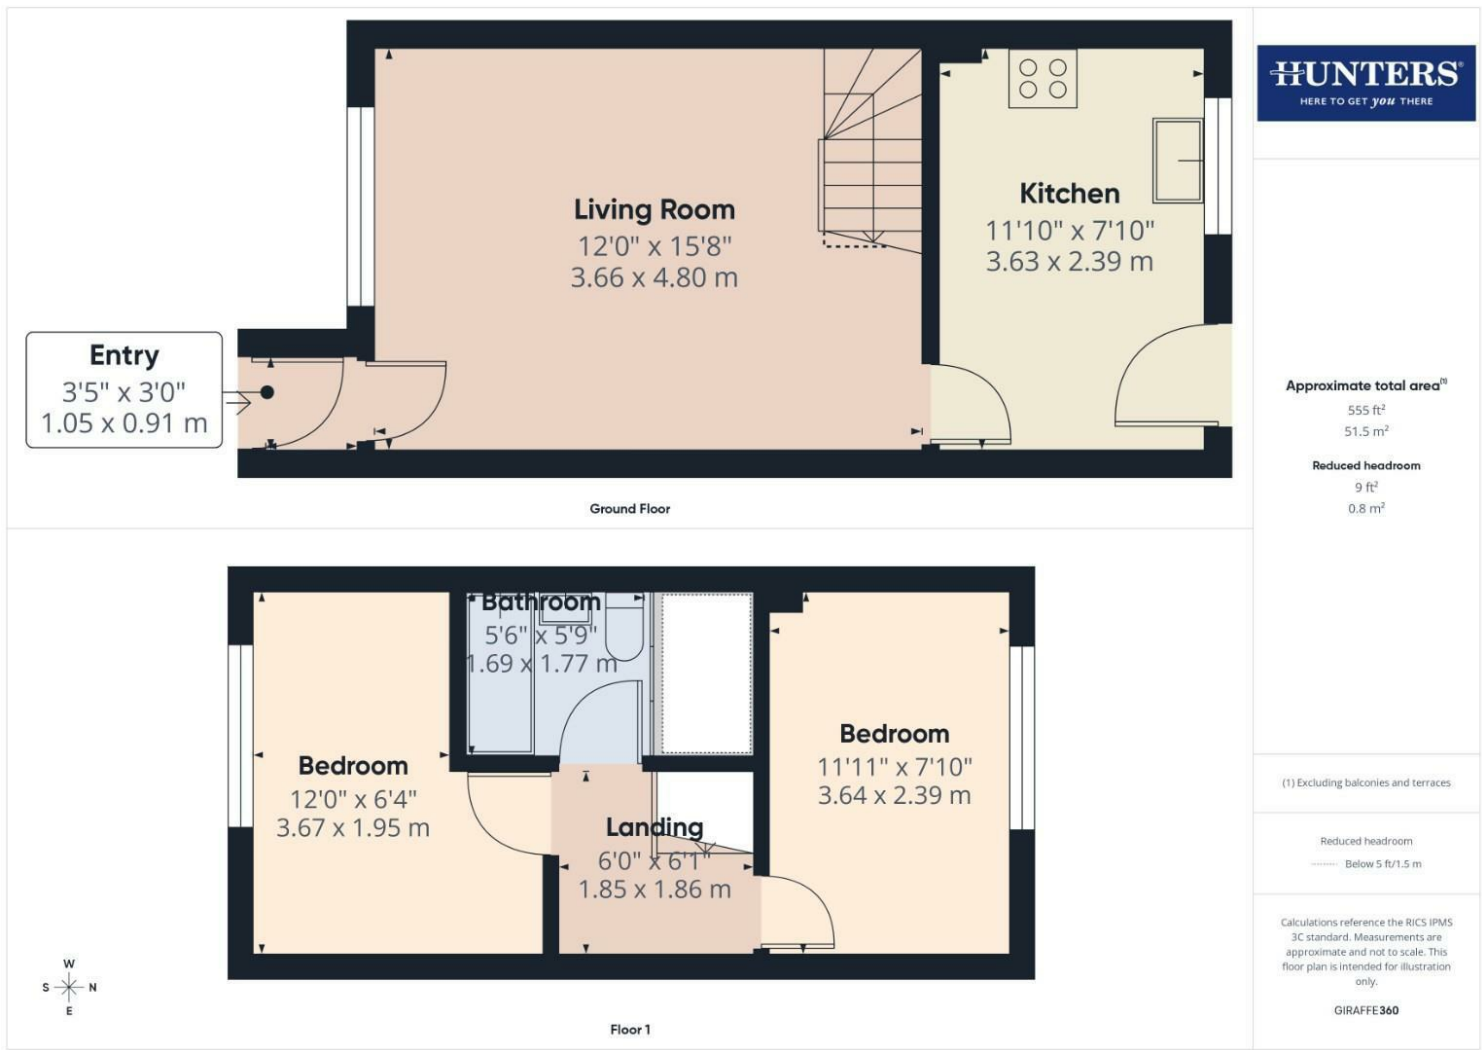 Living Room
12'0" x 15'8"
3.66 x 4.80 m
Kitchen
11'10" x 7'10"
3.63 x 2.39 m
Entry
3'5" x 3'0"
1.05 x 0.91 m
Ground Floor
Bathroom
5'6" x 5'9"
1.69 x 1.77 m
Bedroom
12'0" x 6'4"
3.67 x 1.95 m
Landing
6'0" x 6'1"
1.85 x 1.86 m
Bedroom
11'11" x 7'10"
3.64 x 2.39 m
W
S N
E
Floor 1
HUNTERS®
HERE TO GET you THERE
Approximate total area⁽¹⁾
555 ft²
51.5 m²
Reduced headroom
9 ft²
0.8 m²
(1) Excluding balconies and terraces
Reduced headroom
Below 5 ft/1.5 m
Calculations reference the RICS IPMS
3C standard. Measurements are
approximate and not to scale. This
floor plan is intended for illustration
only.
GIRAFFE360